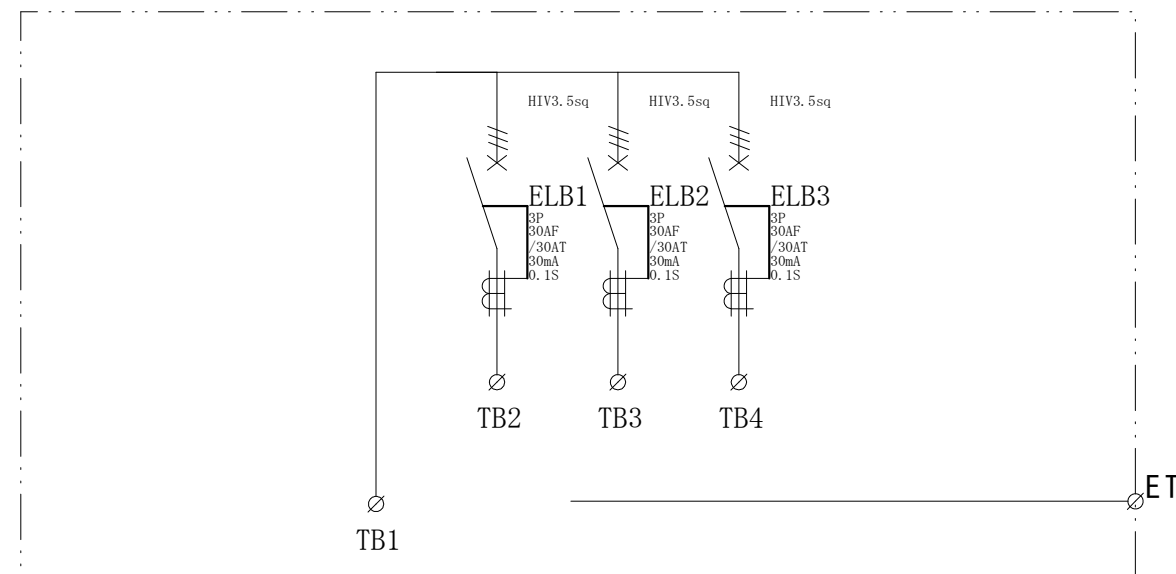 HIV3.5sq
HIV3.5sq
HIV3.5sq
ELB1
3P
30AF
/30AT
30mA
0.1S
ELB2
3P
30AF
/30AT
30mA
0.1S
ELB3
3P
30AF
/30AT
30mA
0.1S
TB2
TB3
TB4
ET
TB1